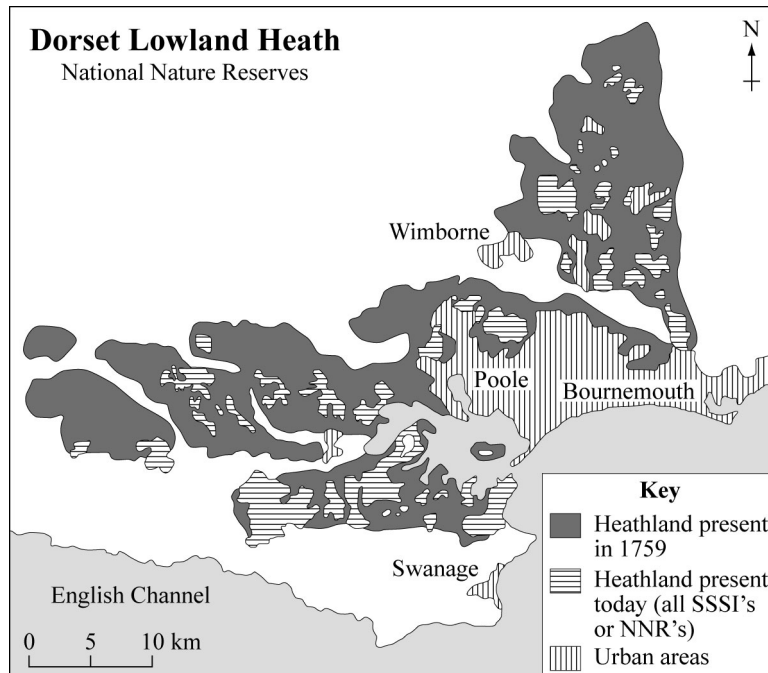 Dorset Lowland Heath
National Nature Reserves
N
Wimborne
Poole
Bournemouth
Swanage
English Channel
0 5 10 km
Key
Heathland present
in 1759
Heathland present
today (all SSSI's
or NNR's)
Urban areas